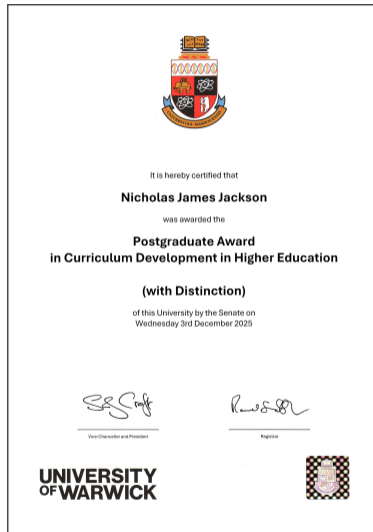 It is hereby certified that
Nicholas James Jackson
was awarded the
Postgraduate Award
in Curriculum Development in Higher Education
(with Distinction)
of this University by the Senate on
Wednesday 3rd December 2025
Vice-Chancellor and President
Registrar
UNIVERSITY
OF WARWICK